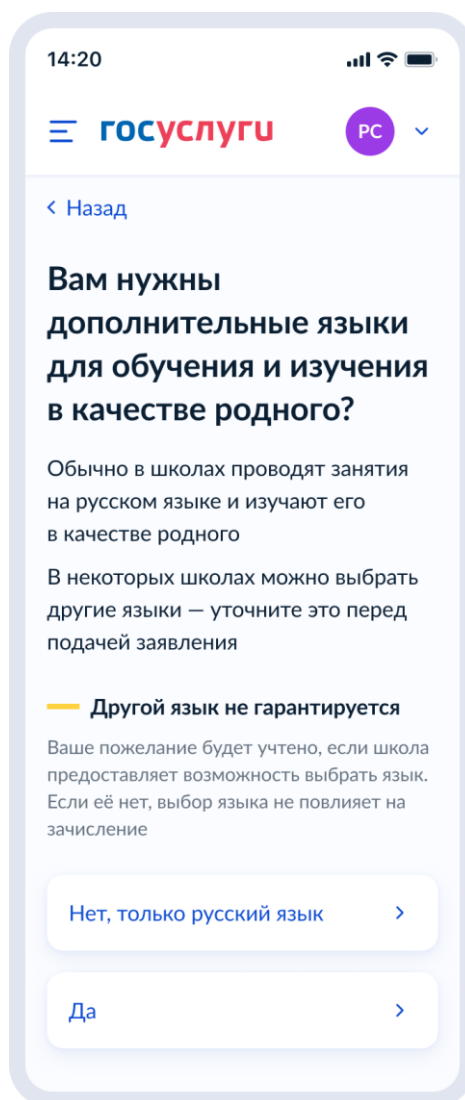 14:20
госуслуги
РС
Назад
Вам нужны
дополнительные языки
для обучения и изучения
в качестве родного?
Обычно в школах проводят занятия
на русском языке и изучают его
в качестве родного
В некоторых школах можно выбрать
другие языки — уточните это перед
подачей заявления
Другой язык не гарантируется
Ваше пожелание будет учтено, если школа
предоставляет возможность выбрать язык.
Если её нет, выбор языка не повлияет на
зачисление
Нет, только русский язык
Да